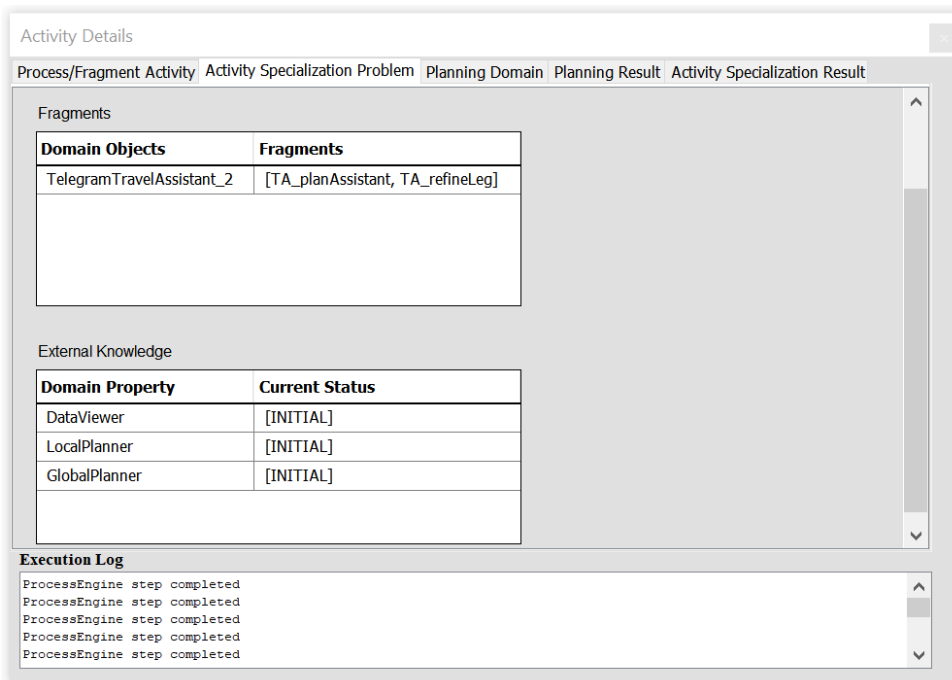 Activity Details
Process/Fragment Activity Activity Specialization Problem Planning Domain Planning Result Activity Specialization Result
Fragments
Domain Objects Fragments
TelegramTravelAssistant_2 [TA_planAssistant, TA_refineLeg]
External Knowledge
Domain Property Current Status
DataViewer [INITIAL]
LocalPlanner [INITIAL]
GlobalPlanner [INITIAL]
Execution Log
ProcessEngine step completed
ProcessEngine step completed
ProcessEngine step completed
ProcessEngine step completed
ProcessEngine step completed